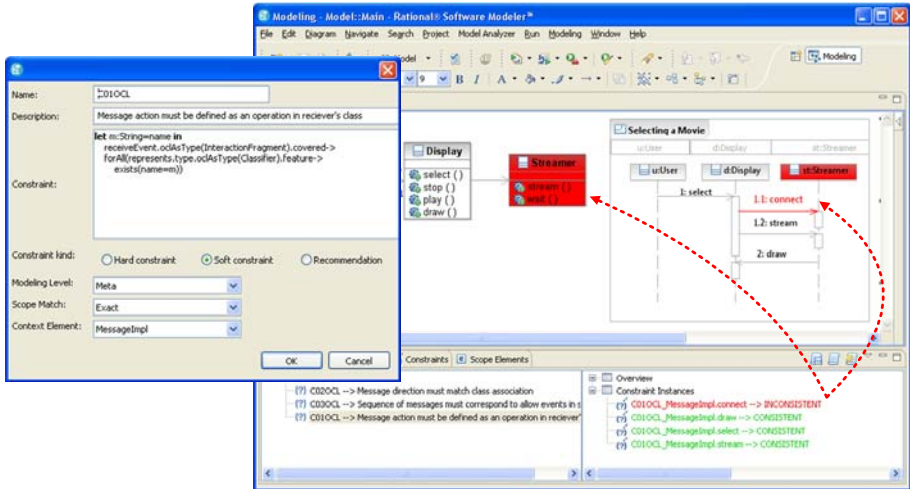 Modeling - Model::Main - Rational® Software Modeler™
File Edit Diagram Navigate Search Project Model Analyzer Run Modeling Window Help
Modeling
9 B I A
Name: C01OCL
Description: Message action must be defined as an operation in reciever's class
Constraint:
let m:String=name in
receiveEvent.oclAsType(InteractionFragment).covered->
forAll(represents.type.oclAsType(Classifier).feature->
exists(name=m))
Constraint kind: Hard constraint Soft constraint Recommendation
Modeling Level: Meta
Scope Match: Exact
Context Element: MessageImpl
OK Cancel
Display
select ( )
stop ( )
play ( )
draw ( )
Streamer
stream ( )
wait ( )
Selecting a Movie
u:User d:Display st:Streamer
u:User d:Display st:Streamer
1: select
1.1: connect
1.2: stream
2: draw
Constraints Scope Elements
C02OCL --> Message direction must match class association
C03OCL --> Sequence of messages must correspond to allow events in s
C01OCL --> Message action must be defined as an operation in reciever'
Overview
Constraint Instances
C01OCL_MessageImpl.connect --> INCONSISTENT
C01OCL_MessageImpl.draw --> CONSISTENT
C01OCL_MessageImpl.select --> CONSISTENT
C01OCL_MessageImpl.stream --> CONSISTENT